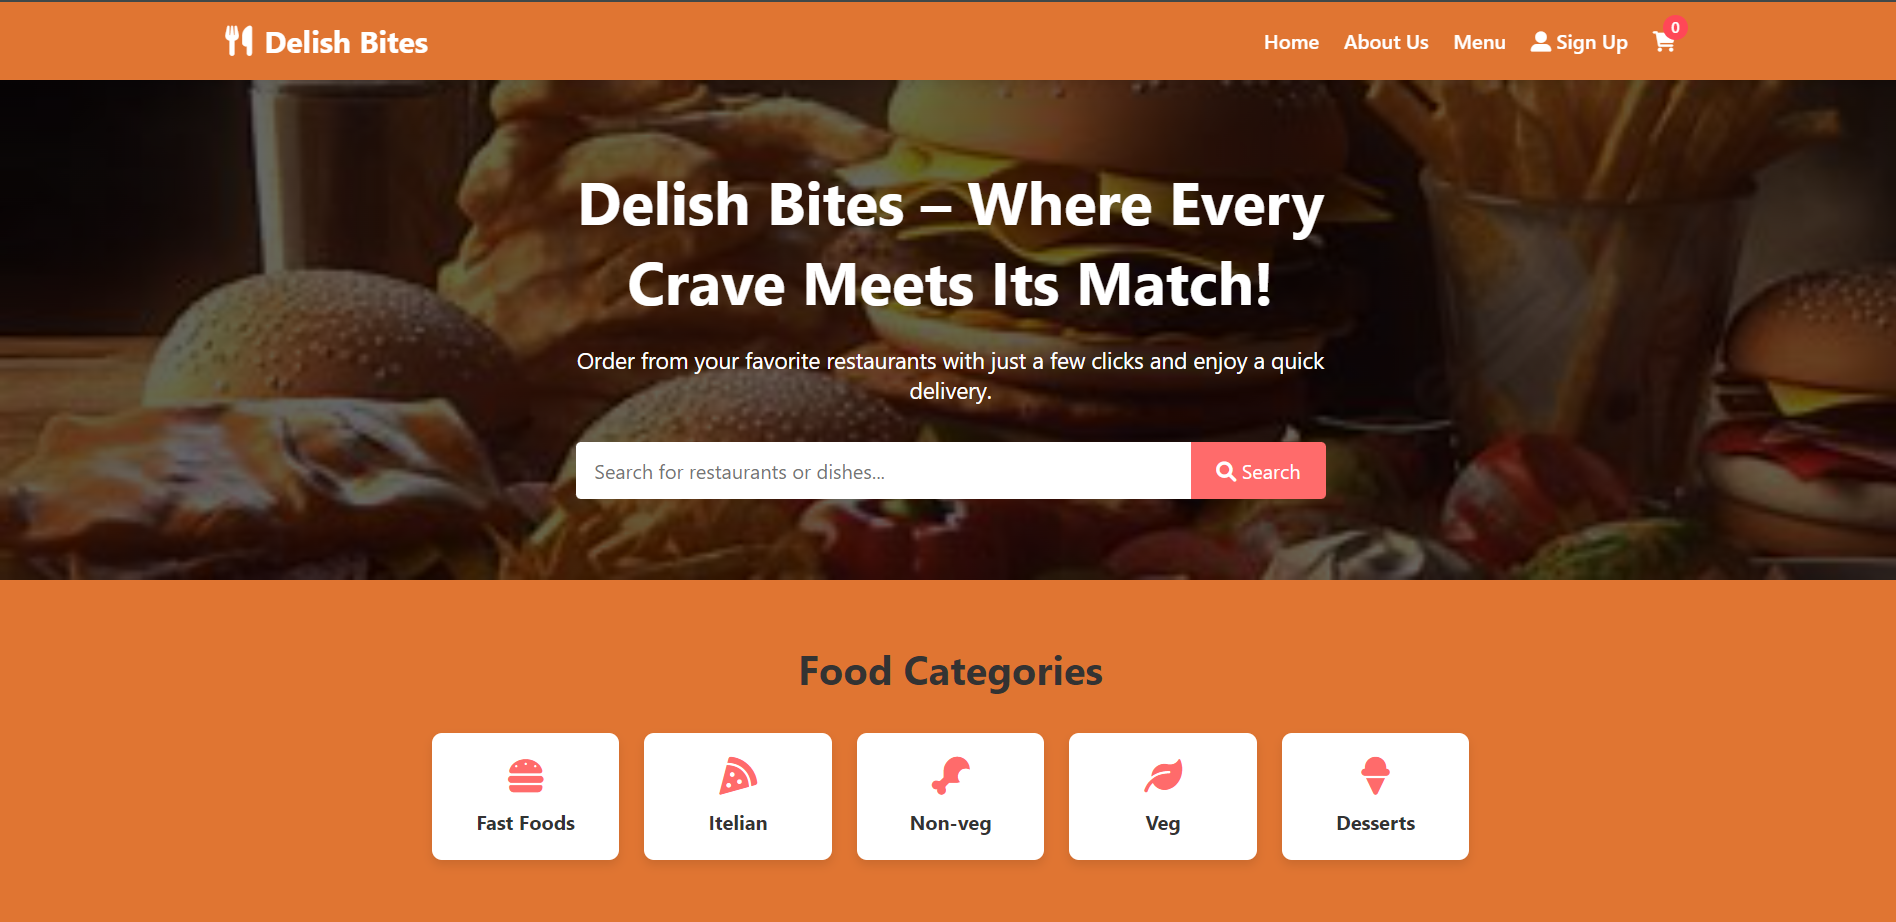 Delish Bites
Home
About Us
Menu
Sign Up
0
Delish Bites – Where Every
Crave Meets Its Match!
Order from your favorite restaurants with just a few clicks and enjoy a quick
delivery.
Search for restaurants or dishes...
Search
Food Categories
Fast Foods
Itelian
Non-veg
Veg
Desserts